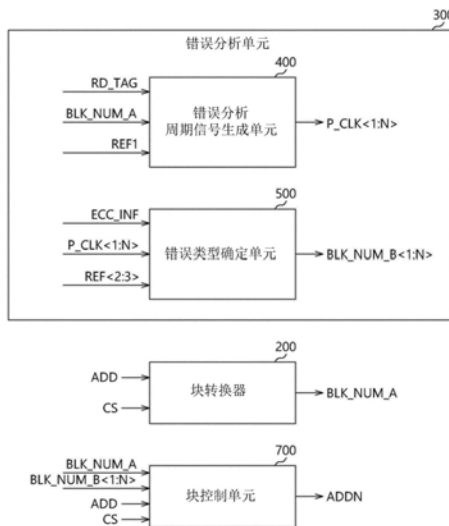 300
错误分析单元
400
RD_TAG
BLK_NUM_A
REF1
错误分析
周期信号生成单元
P_CLK<1:N>
500
ECC_INF
P_CLK<1:N>
REF<2:3>
错误类型确定单元
BLK_NUM_B<1:N>
200
ADD
CS
块转换器
BLK_NUM_A
700
BLK_NUM_A
BLK_NUM_B<1:N>
ADD
CS
块控制单元
ADDN